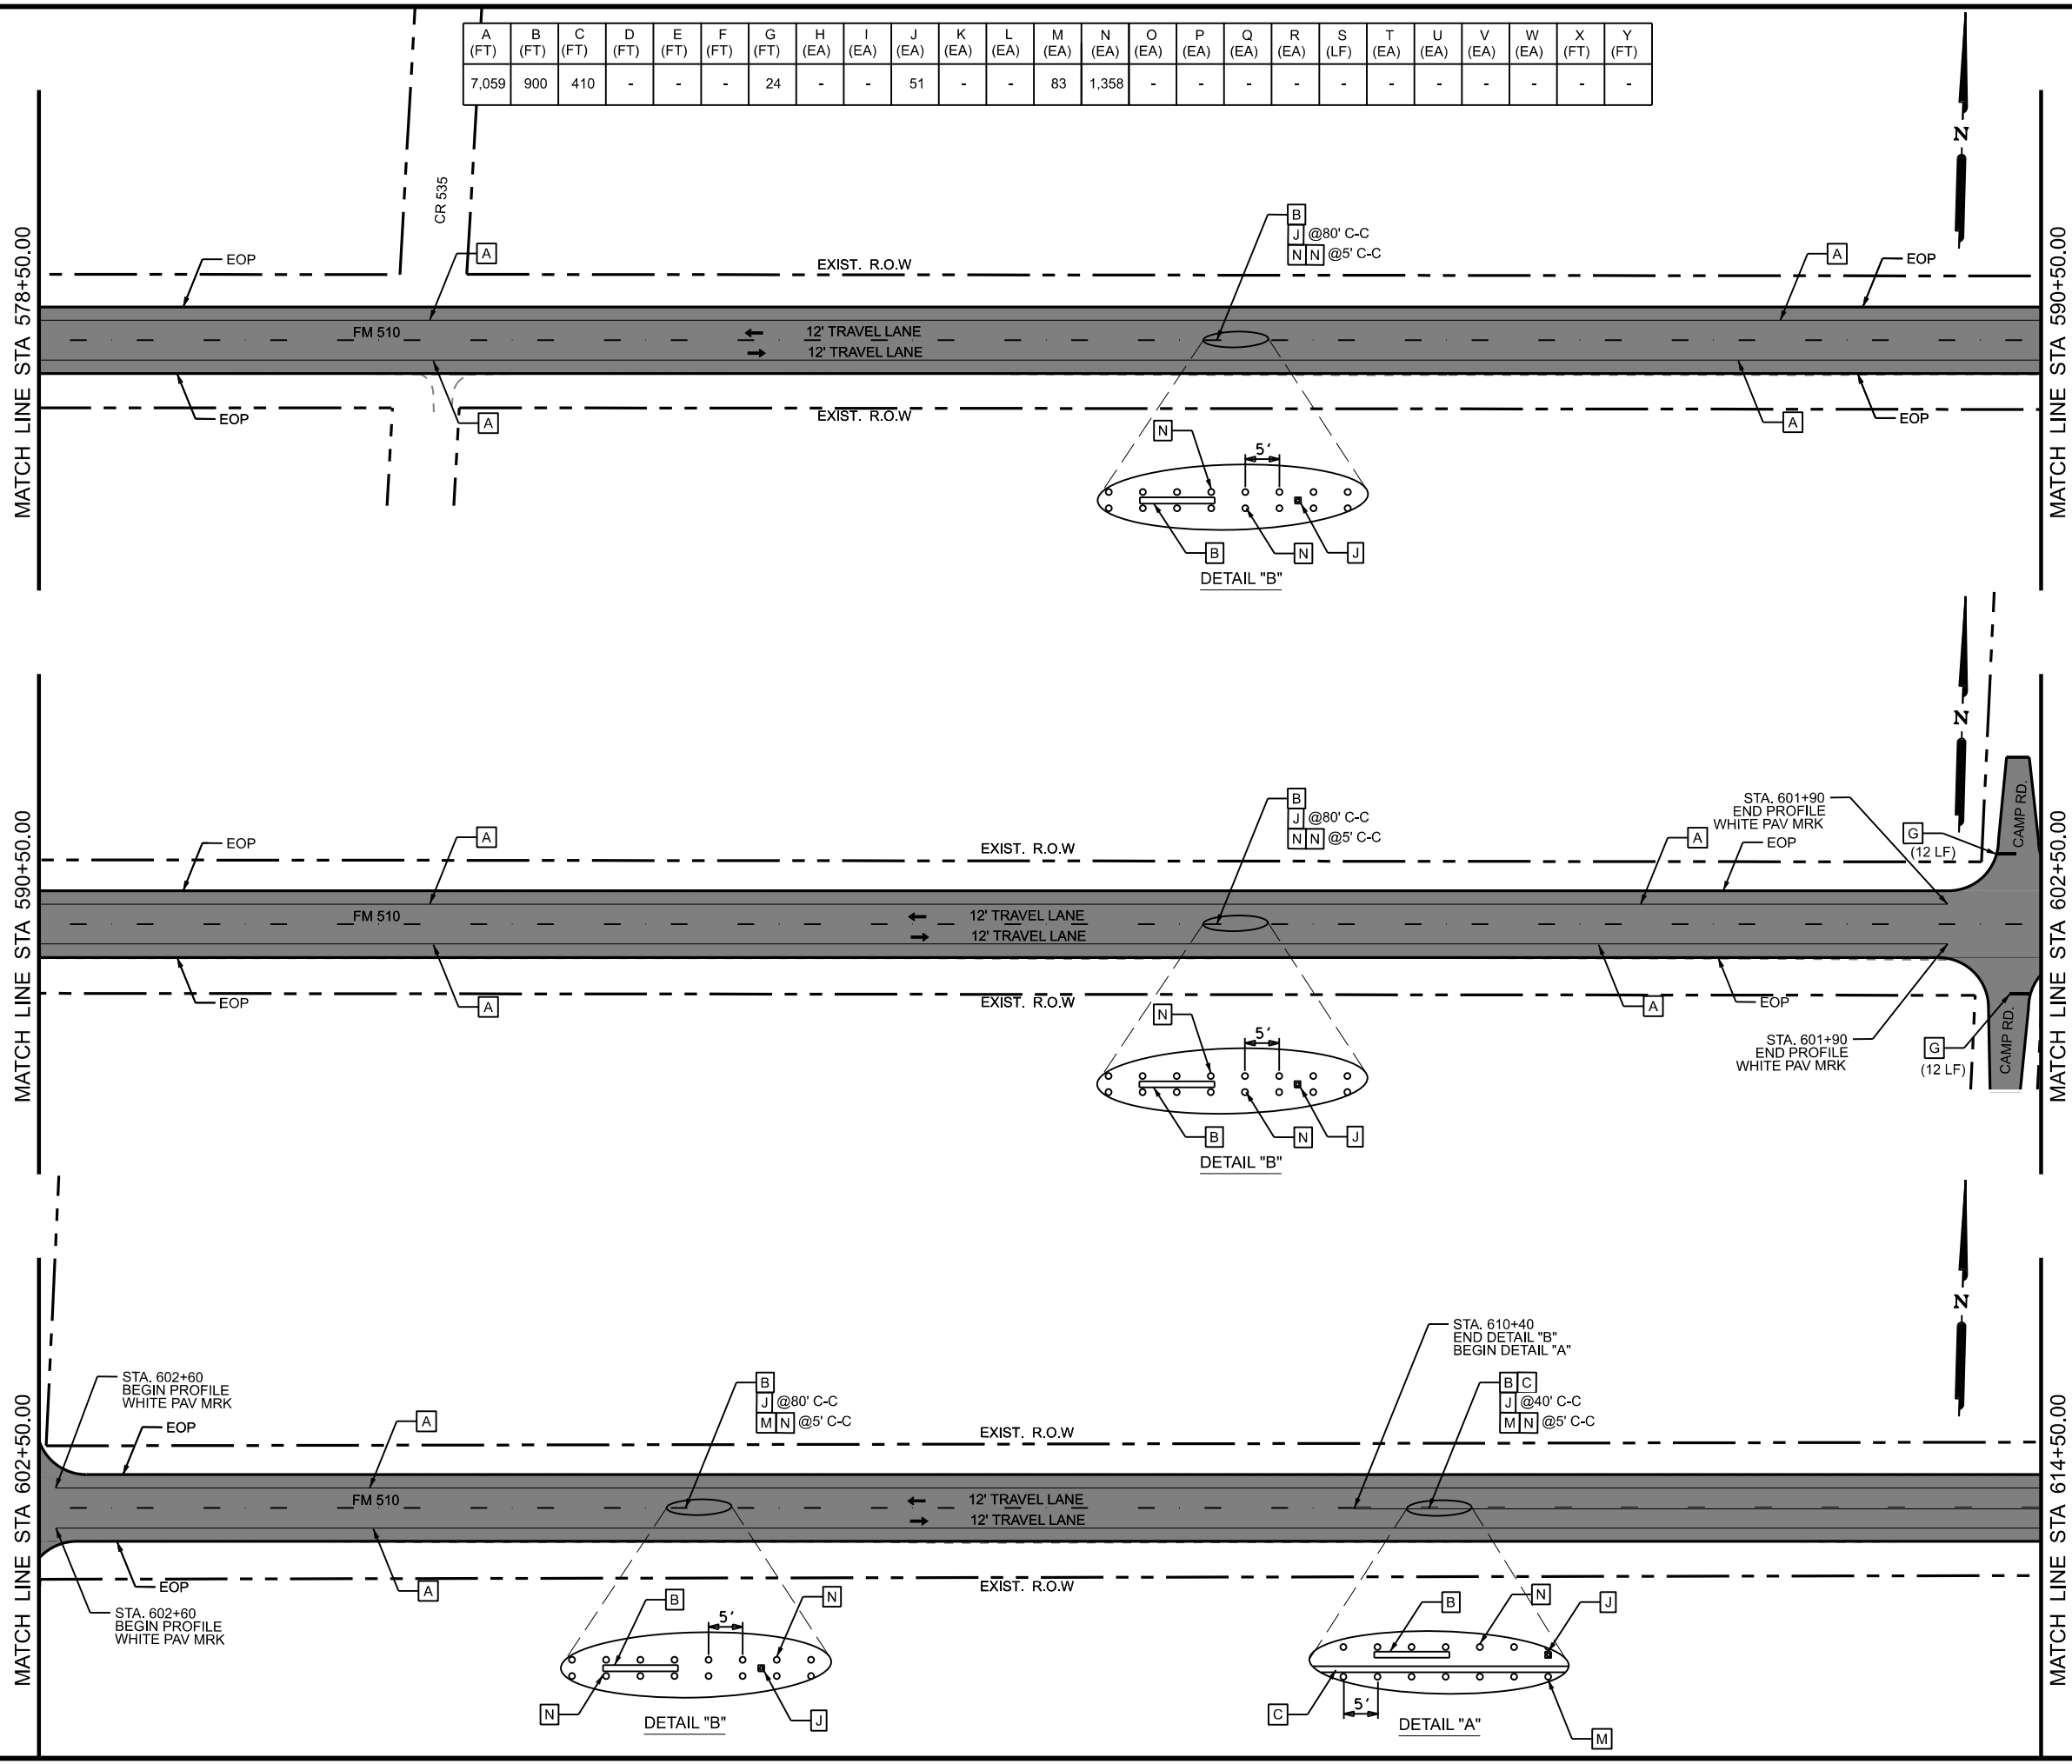 A B C D E F G H I J K L M N O P Q R S T U V W X Y
(FT) (FT) (FT) (FT) (FT) (FT) (FT) (EA) (EA) (EA) (EA) (EA) (EA) (EA) (EA) (EA) (EA) (EA) (LF) (EA) (EA) (EA) (EA) (FT) (FT)
7,059 900 410 - - - 24 - - 51 - - 83 1,358 - - - - - - - - - - -
MATCH LINE STA 578+50.00
MATCH LINE STA 590+50.00
CR 535
N
EOP
A
EXIST. R.O.W
B
J @80' C-C
N N @5' C-C
A
EOP
FM 510
12' TRAVEL LANE
12' TRAVEL LANE
EOP
A
EXIST. R.O.W
A
EOP
N
5'
B
N
J
DETAIL "B"
MATCH LINE STA 590+50.00
MATCH LINE STA 602+50.00
N
EOP
A
EXIST. R.O.W
B
J @80' C-C
N N @5' C-C
A
EOP
STA. 601+90
END PROFILE
WHITE PAV MRK
G
(12 LF)
CAMP RD.
FM 510
12' TRAVEL LANE
12' TRAVEL LANE
EOP
A
EXIST. R.O.W
A
EOP
STA. 601+90
END PROFILE
WHITE PAV MRK
G
(12 LF)
CAMP RD.
N
5'
B
N
J
DETAIL "B"
MATCH LINE STA 602+50.00
MATCH LINE STA 614+50.00
N
STA. 602+60
BEGIN PROFILE
WHITE PAV MRK
EOP
A
B
J @80' C-C
M N @5' C-C
EXIST. R.O.W
STA. 610+40
END DETAIL "B"
BEGIN DETAIL "A"
B C
J @40' C-C
M N @5' C-C
FM 510
12' TRAVEL LANE
12' TRAVEL LANE
EOP
STA. 602+60
BEGIN PROFILE
WHITE PAV MRK
A
EXIST. R.O.W
B
5'
N
N
J
DETAIL "B"
B
N
J
C
5'
M
DETAIL "A"